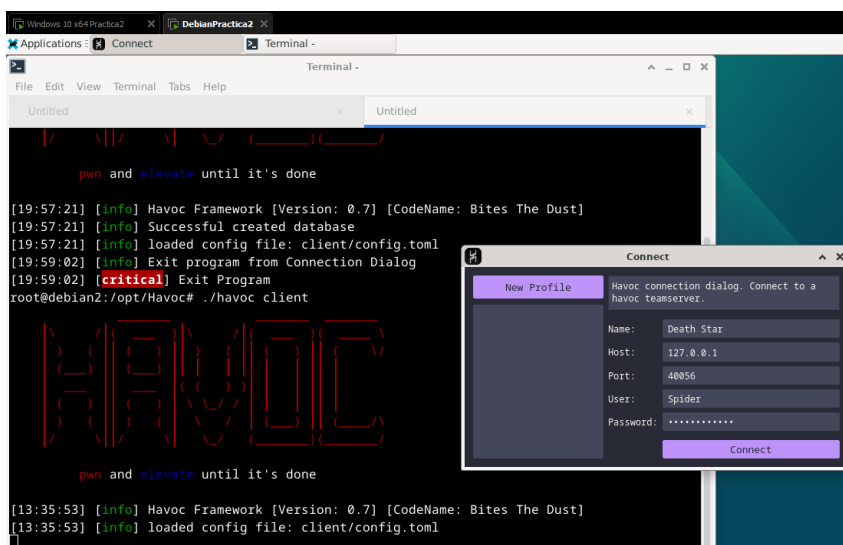 Windows 10 x64 Practica2
DebianPractica2
Applications
Connect
Terminal -
Terminal -
File Edit View Terminal Tabs Help
Untitled
Untitled
pwn and elevate until it's done
[19:57:21] [info] Havoc Framework [Version: 0.7] [CodeName: Bites The Dust]
[19:57:21] [info] Successful created database
[19:57:21] [info] loaded config file: client/config.toml
[19:59:02] [info] Exit program from Connection Dialog
[19:59:02] [critical] Exit Program
root@debian2:/opt/Havoc# ./havoc client
HAVOC
pwn and elevate until it's done
[13:35:53] [info] Havoc Framework [Version: 0.7] [CodeName: Bites The Dust]
[13:35:53] [info] loaded config file: client/config.toml
Connect
New Profile
Havoc connection dialog. Connect to a
havoc teamserver.
Name: Death Star
Host: 127.0.0.1
Port: 40056
User: Spider
Password: ••••••••••••
Connect